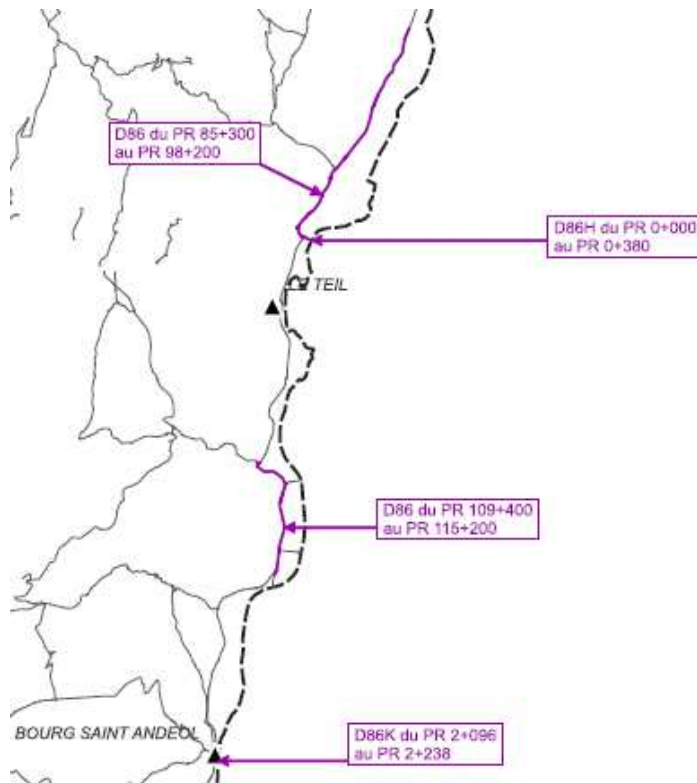 D86 du PR 85+300
au PR 98+200
D86H du PR 0+000
au PR 0+380
TEIL
D86 du PR 109+400
au PR 115+200
BOURG SAINT ANDEOL
D86K du PR 2+096
au PR 2+238